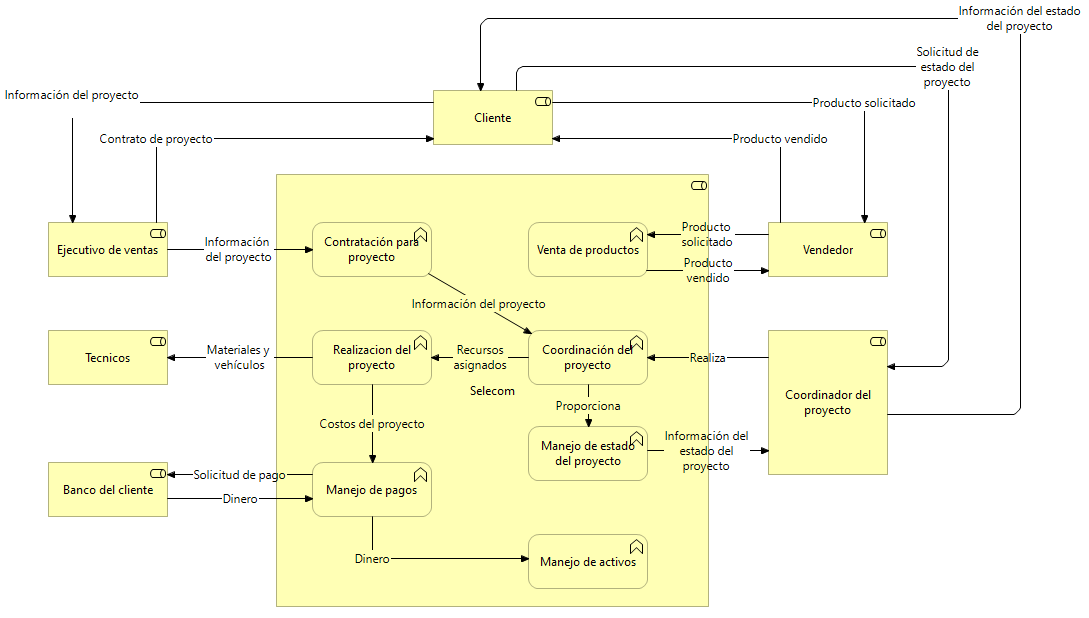 Información del estado
del proyecto
Solicitud de
estado del
proyecto
Información del proyecto
Cliente
Producto solicitado
Contrato de proyecto
Producto vendido
Ejecutivo de ventas
Información
del proyecto
Contratación para
proyecto
Venta de productos
Producto
solicitado
Producto
vendido
Vendedor
Información del proyecto
Tecnicos
Materiales y
vehículos
Realizacion del
proyecto
Recursos
asignados
Coordinación del
proyecto
Realiza
Coordinador del
proyecto
Selecom
Proporciona
Costos del proyecto
Manejo de estado
del proyecto
Información del
estado del
proyecto
Banco del cliente
Solicitud de pago
Dinero
Manejo de pagos
Dinero
Manejo de activos